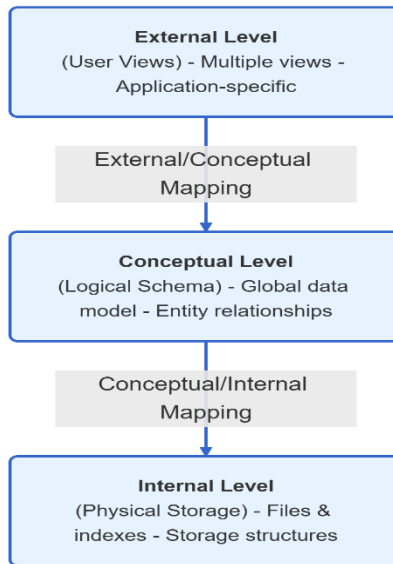 External Level
(User Views) - Multiple views -
Application-specific
External/Conceptual
Mapping
Conceptual Level
(Logical Schema) - Global data
model - Entity relationships
Conceptual/Internal
Mapping
Internal Level
(Physical Storage) - Files &
indexes - Storage structures